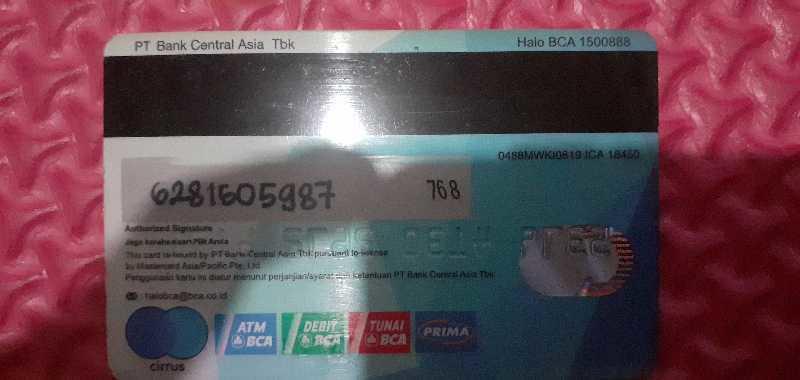 PT Bank Central Asia Tbk
Halo BCA 1500888
0488MWKI0819 ICA 18450
6281605987
768
Authorized Signature
Jaga kerahasiaan PIN Anda
This card is issued by PT Bank Central Asia Tbk pursuant to license
by Mastercard Asia/Pacific Pte. Ltd.
Penggunaan kartu ini diatur menurut perjanjian/syarat dan ketentuan PT Bank Central Asia Tbk
halobca@bca.co.id
cirrus
ATM BCA
DEBIT BCA
TUNAI BCA
PRIMA